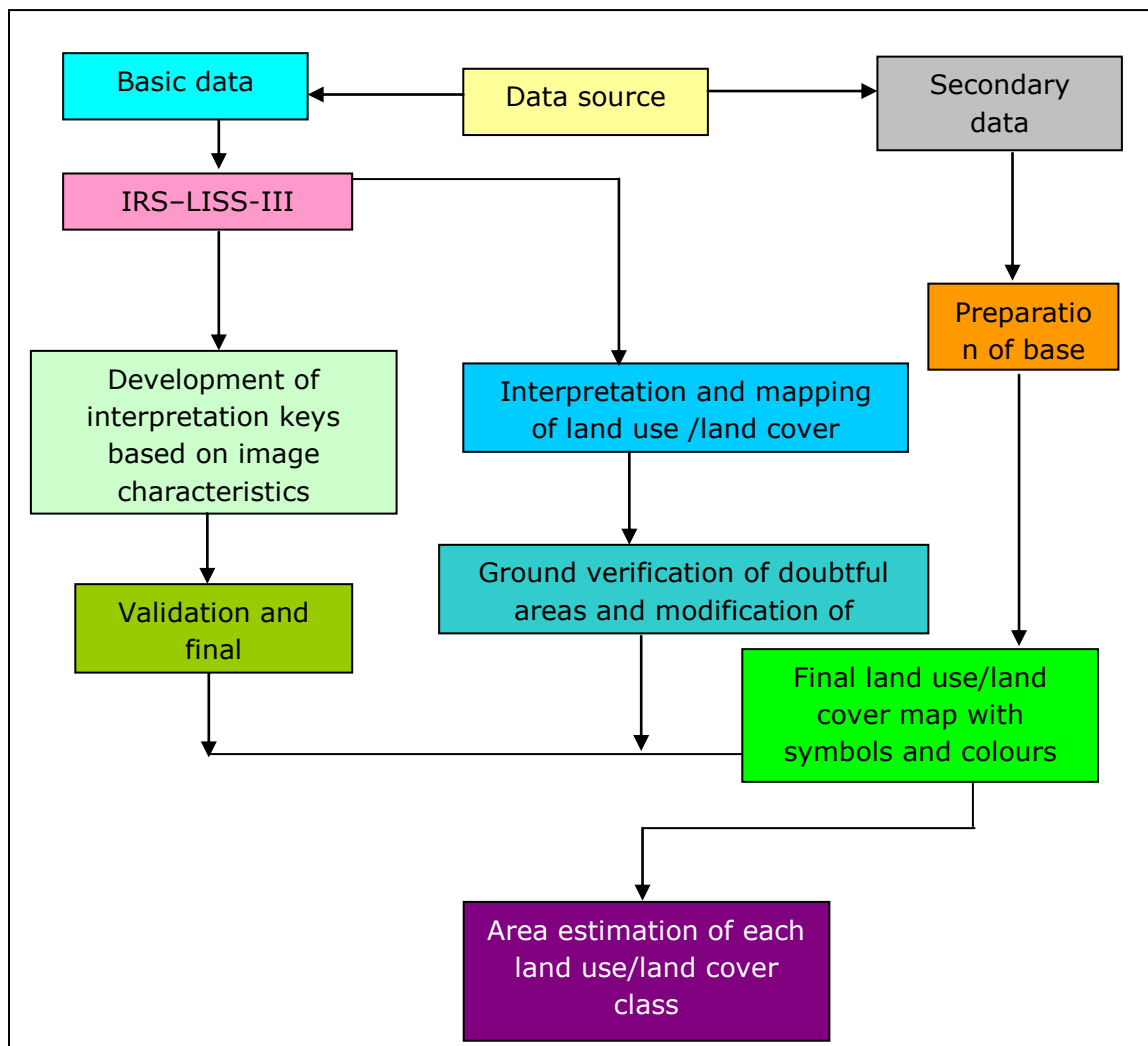 Basic data
Data source
Secondary
data
IRS–LISS-III
Preparatio
n of base
Development of
interpretation keys
based on image
characteristics
Interpretation and mapping
of land use /land cover
Ground verification of doubtful
areas and modification of
Validation and
final
Final land use/land
cover map with
symbols and colours
Area estimation of each
land use/land cover
class